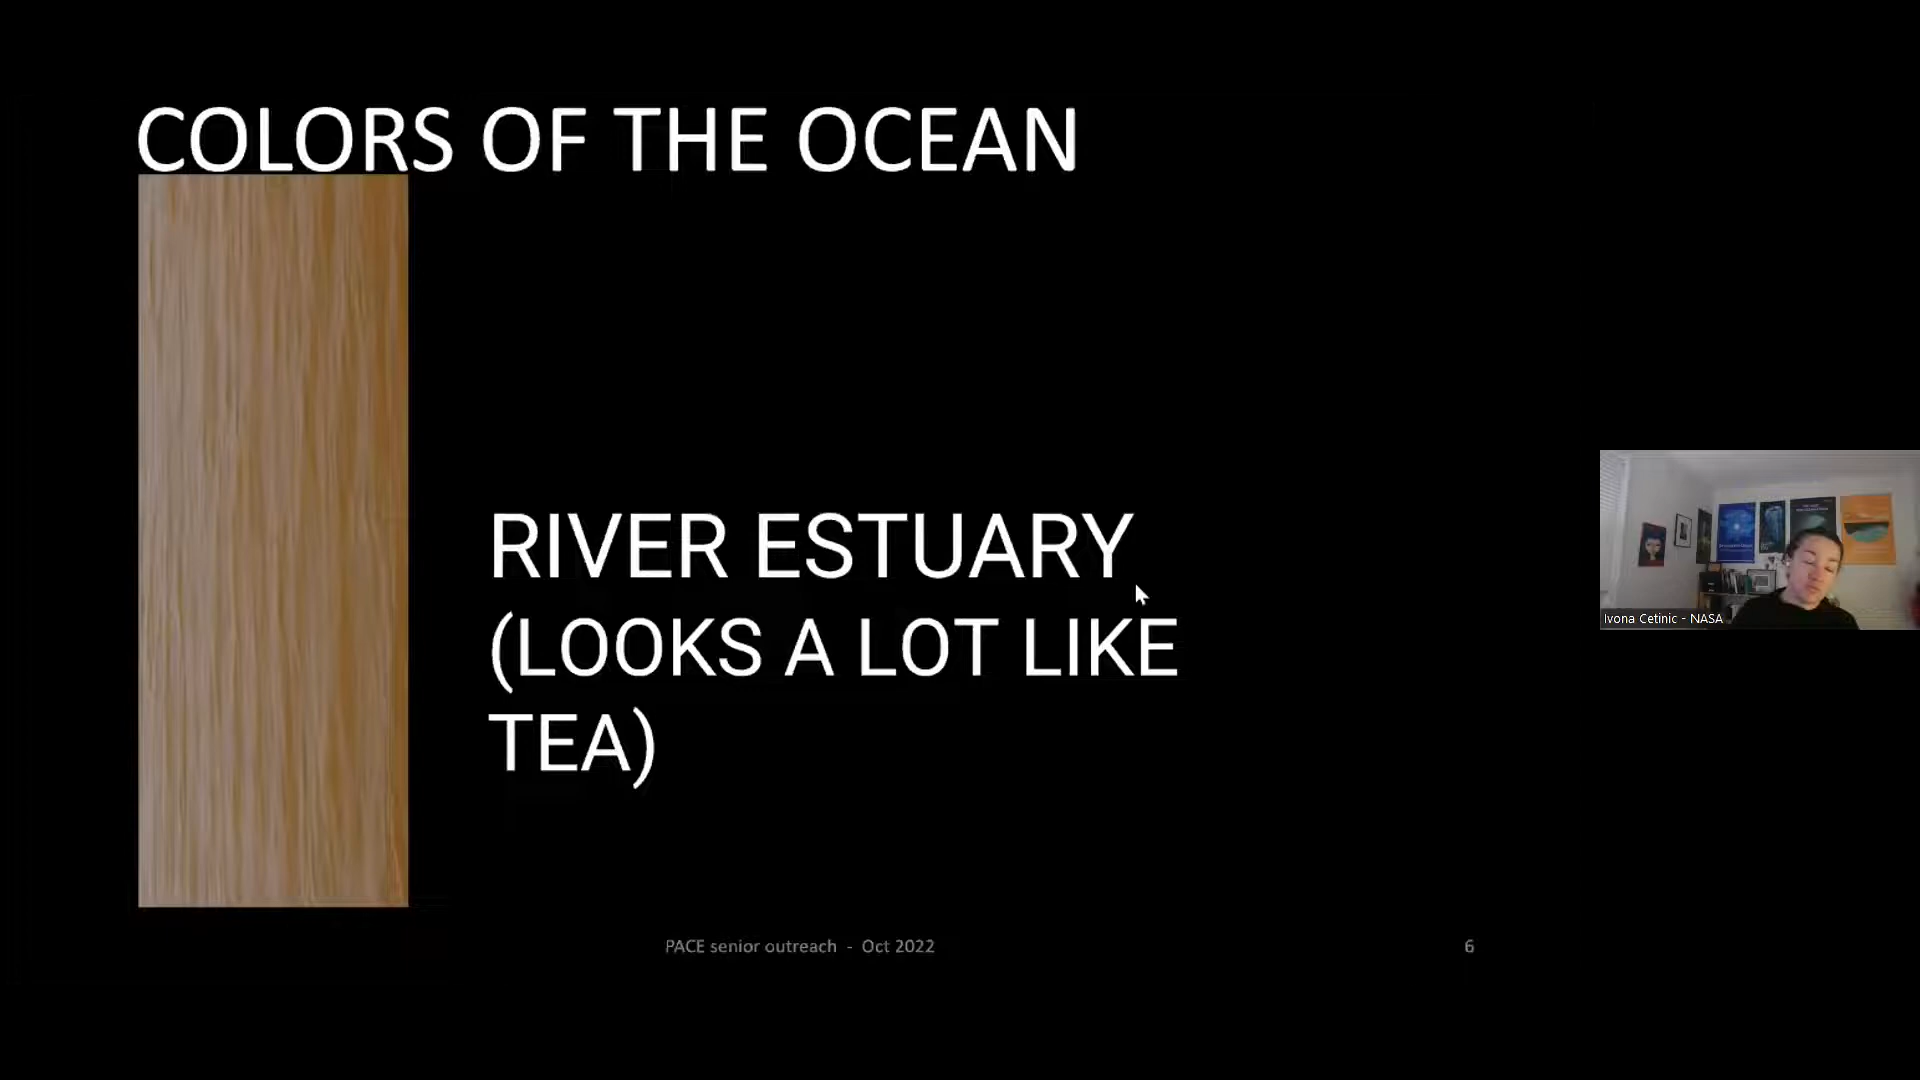 COLORS OF THE OCEAN
RIVER ESTUARY
(LOOKS A LOT LIKE
TEA)
Ivona Cetinic - NASA
PACE senior outreach - Oct 2022
6